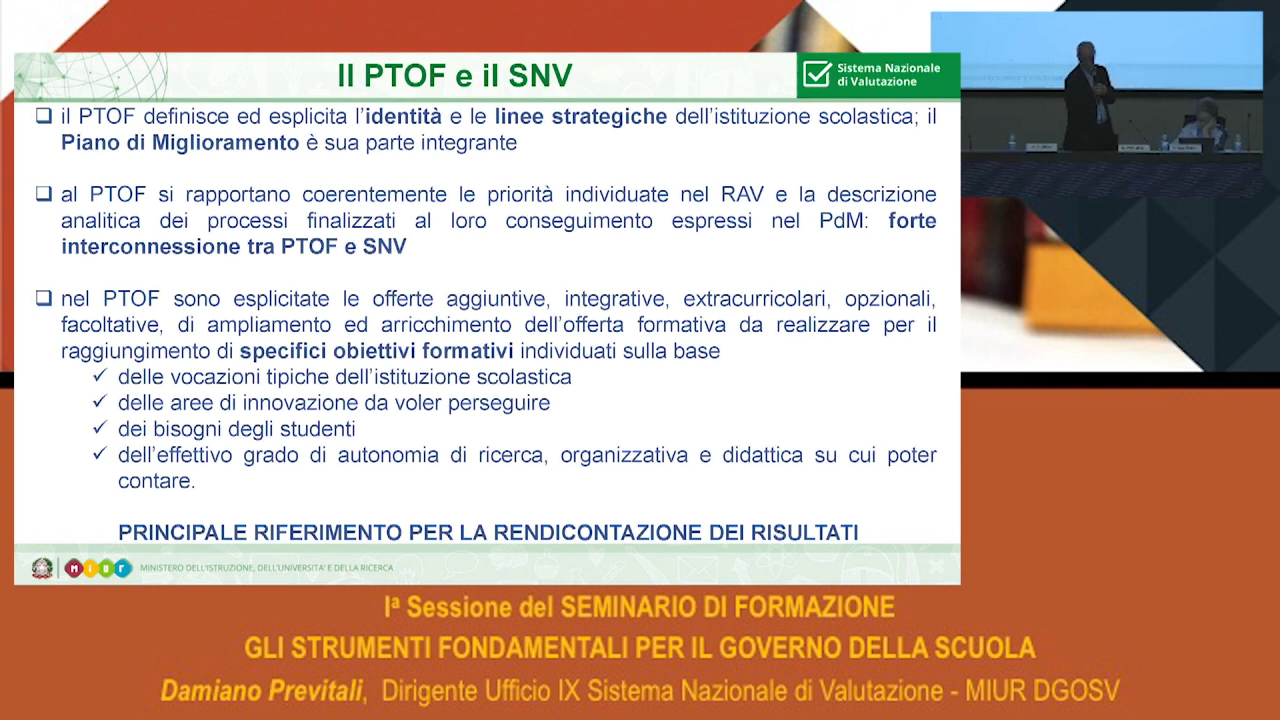 Il PTOF e il SNV
Sistema Nazionale
di Valutazione
❑ il PTOF definisce ed esplicita l’identità e le linee strategiche dell’istituzione scolastica; il
Piano di Miglioramento è sua parte integrante
❑ al PTOF si rapportano coerentemente le priorità individuate nel RAV e la descrizione
analitica dei processi finalizzati al loro conseguimento espressi nel PdM: forte
interconnessione tra PTOF e SNV
❑ nel PTOF sono esplicitate le offerte aggiuntive, integrative, extracurricolari, opzionali,
facoltative, di ampliamento ed arricchimento dell’offerta formativa da realizzare per il
raggiungimento di specifici obiettivi formativi individuati sulla base
✓ delle vocazioni tipiche dell’istituzione scolastica
✓ delle aree di innovazione da voler perseguire
✓ dei bisogni degli studenti
✓ dell’effettivo grado di autonomia di ricerca, organizzativa e didattica su cui poter
contare.
PRINCIPALE RIFERIMENTO PER LA RENDICONTAZIONE DEI RISULTATI
MIUR MINISTERO DELL'ISTRUZIONE, DELL'UNIVERSITA' E DELLA RICERCA
Iª Sessione del SEMINARIO DI FORMAZIONE
GLI STRUMENTI FONDAMENTALI PER IL GOVERNO DELLA SCUOLA
Damiano Previtali, Dirigente Ufficio IX Sistema Nazionale di Valutazione - MIUR DGOSV